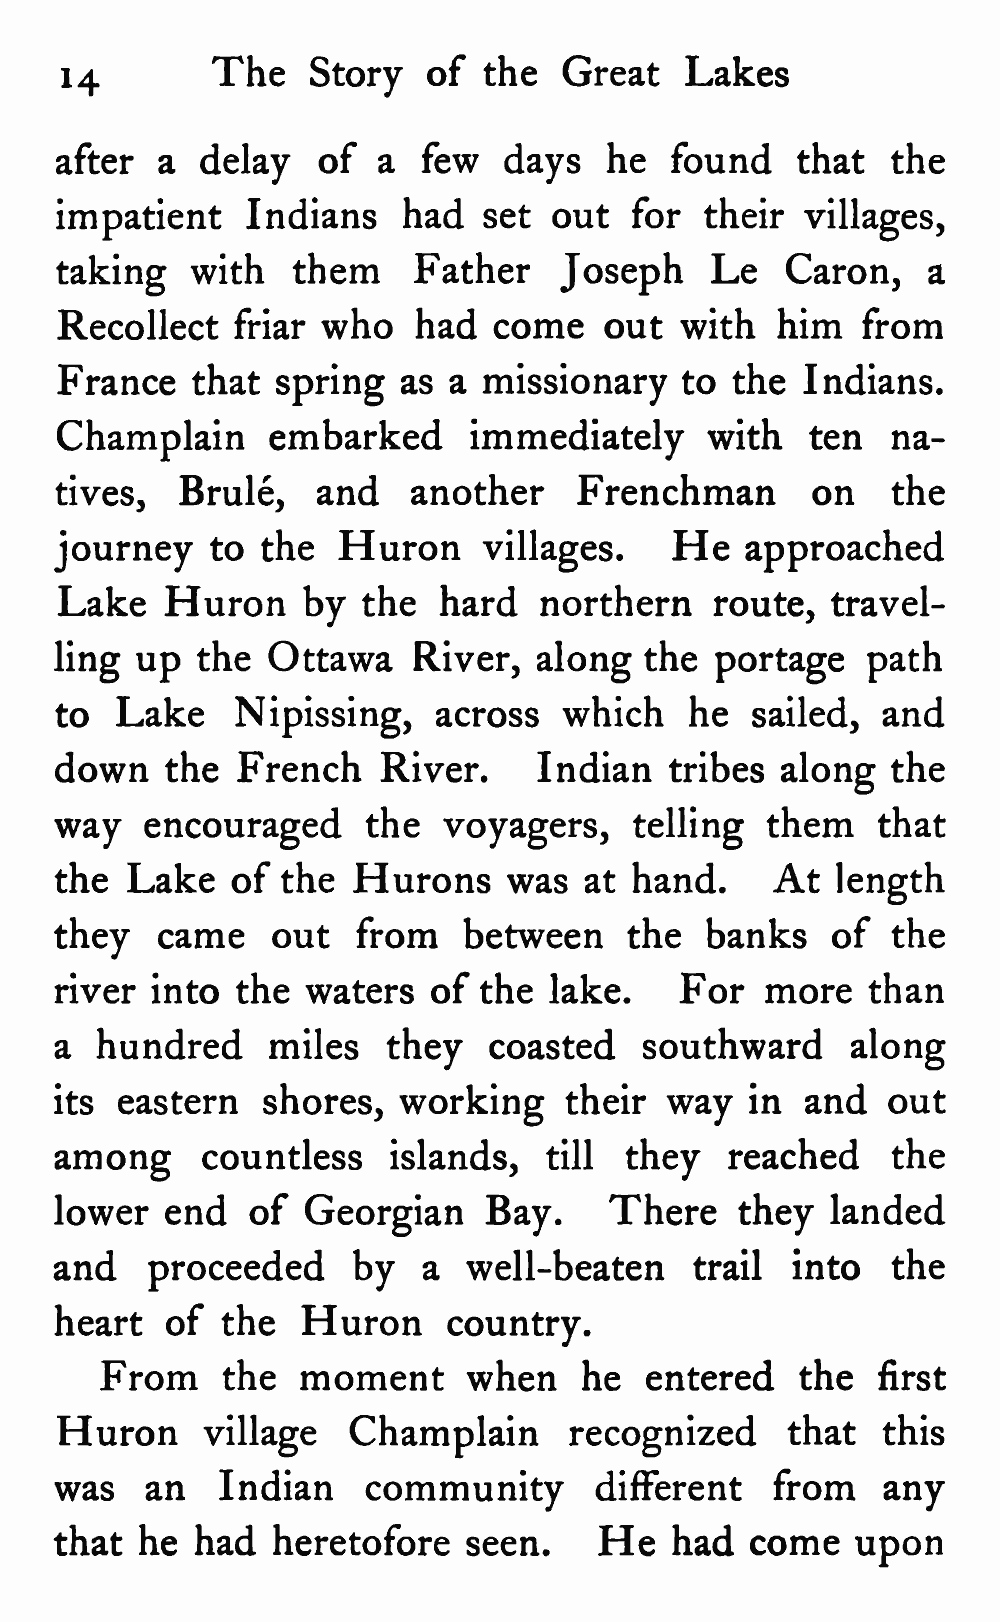 14 The Story of the Great Lakes
after a delay of a few days he found that the
impatient Indians had set out for their villages,
taking with them Father Joseph Le Caron, a
Recollect friar who had come out with him from
France that spring as a missionary to the Indians.
Champlain embarked immediately with ten na-
tives, Brulé, and another Frenchman on the
journey to the Huron villages. He approached
Lake Huron by the hard northern route, travel-
ling up the Ottawa River, along the portage path
to Lake Nipissing, across which he sailed, and
down the French River. Indian tribes along the
way encouraged the voyagers, telling them that
the Lake of the Hurons was at hand. At length
they came out from between the banks of the
river into the waters of the lake. For more than
a hundred miles they coasted southward along
its eastern shores, working their way in and out
among countless islands, till they reached the
lower end of Georgian Bay. There they landed
and proceeded by a well-beaten trail into the
heart of the Huron country.
From the moment when he entered the first
Huron village Champlain recognized that this
was an Indian community different from any
that he had heretofore seen. He had come upon